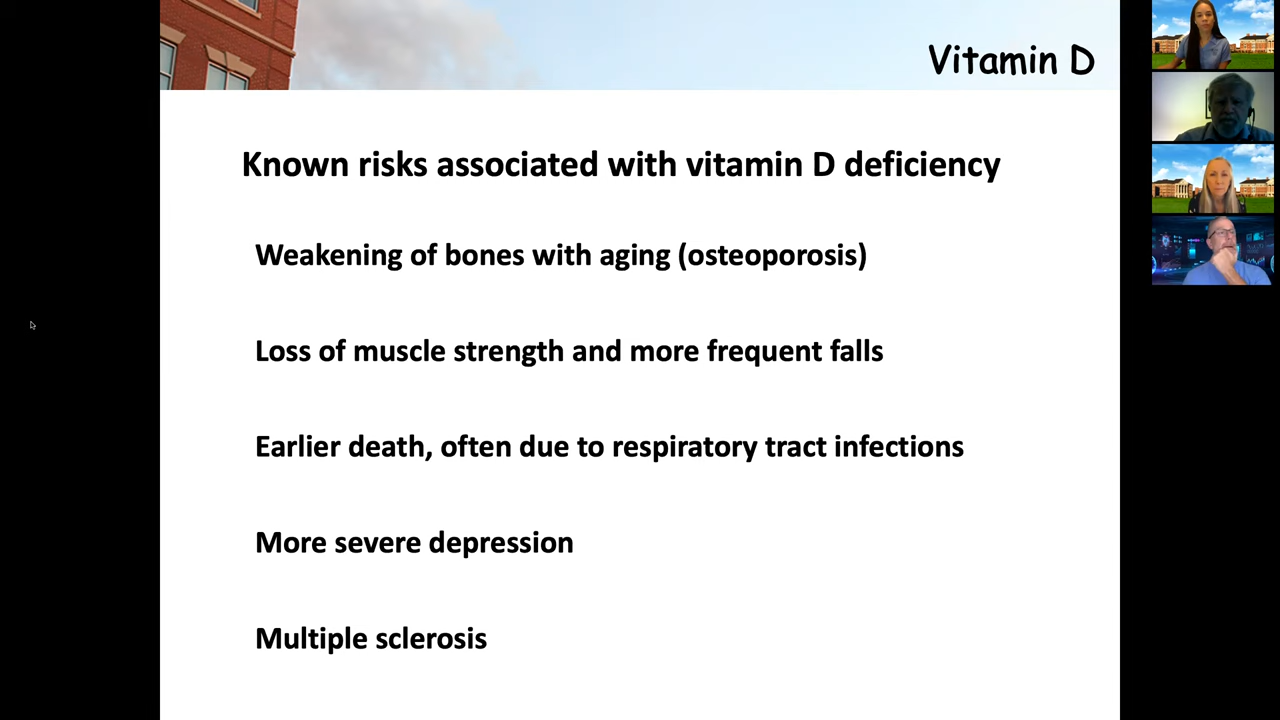 Vitamin D
Known risks associated with vitamin D deficiency
Weakening of bones with aging (osteoporosis)
Loss of muscle strength and more frequent falls
Earlier death, often due to respiratory tract infections
More severe depression
Multiple sclerosis